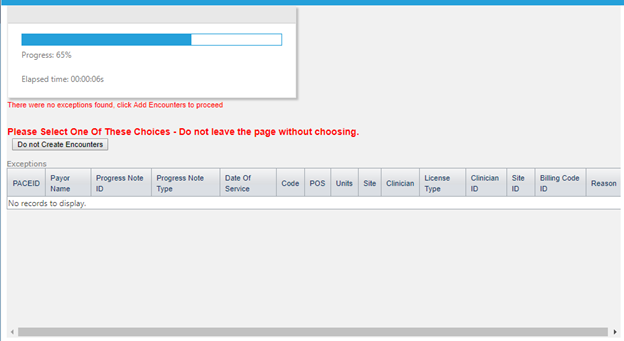 Progress: 65%
Elapsed time: 00:00:06s
There were no exceptions found, click Add Encounters to proceed
Please Select One Of These Choices - Do not leave the page without choosing.
Do not Create Encounters
Exceptions
PACEID Payor Name Progress Note ID Progress Note Type Date Of Service Code POS Units Site Clinician License Type Clinician ID Site ID Billing Code ID Reason
No records to display.